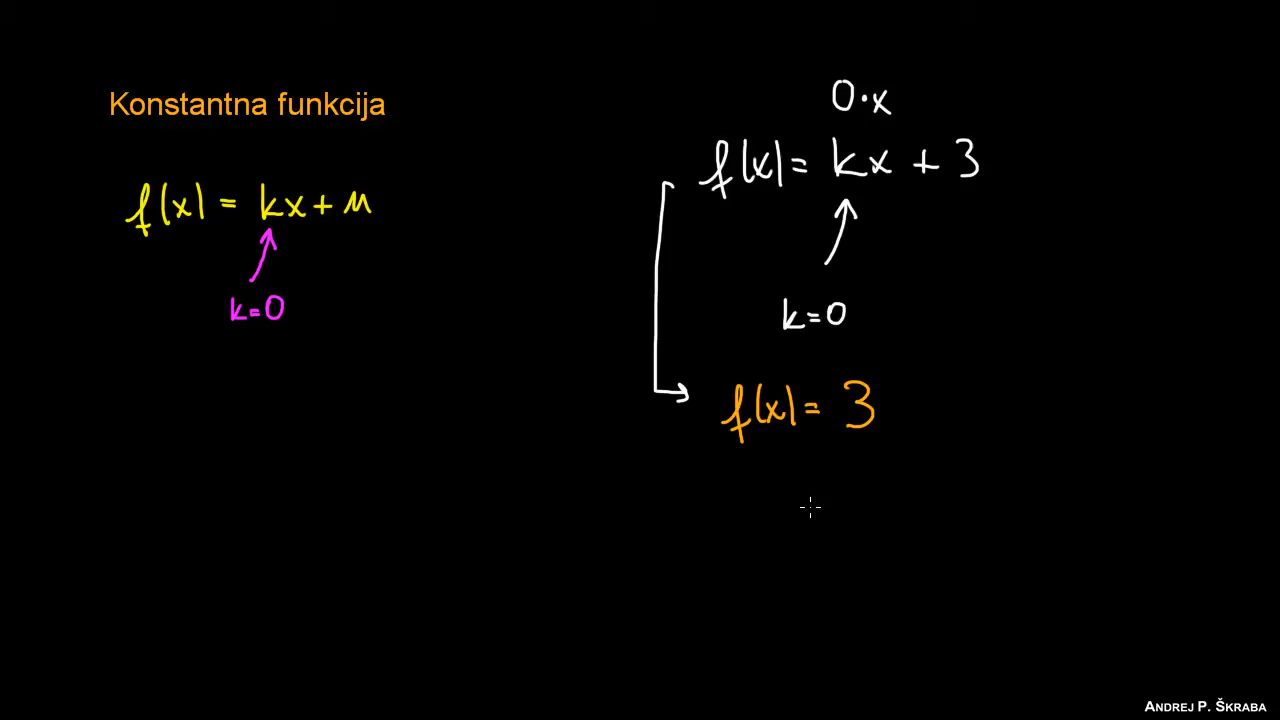 Konstantna funkcija
f(x) = kx + n
k=0
0·x
f(x) = kx + 3
k=0
f(x) = 3
ANDREJ P. ŠKRABA